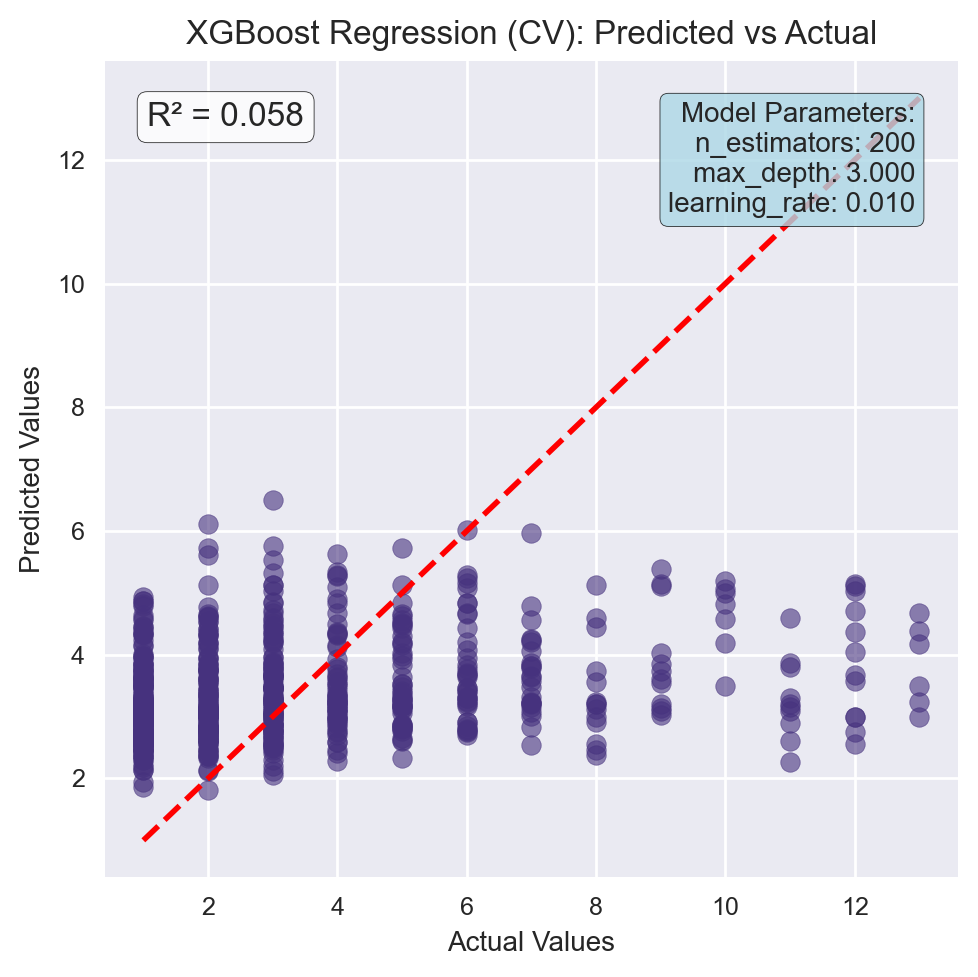 XGBoost Regression (CV): Predicted vs Actual
R² = 0.058
Model Parameters:
n_estimators: 200
max_depth: 3.000
learning_rate: 0.010
12
10
8
6
4
2
Predicted Values
2 4 6 8 10 12
Actual Values